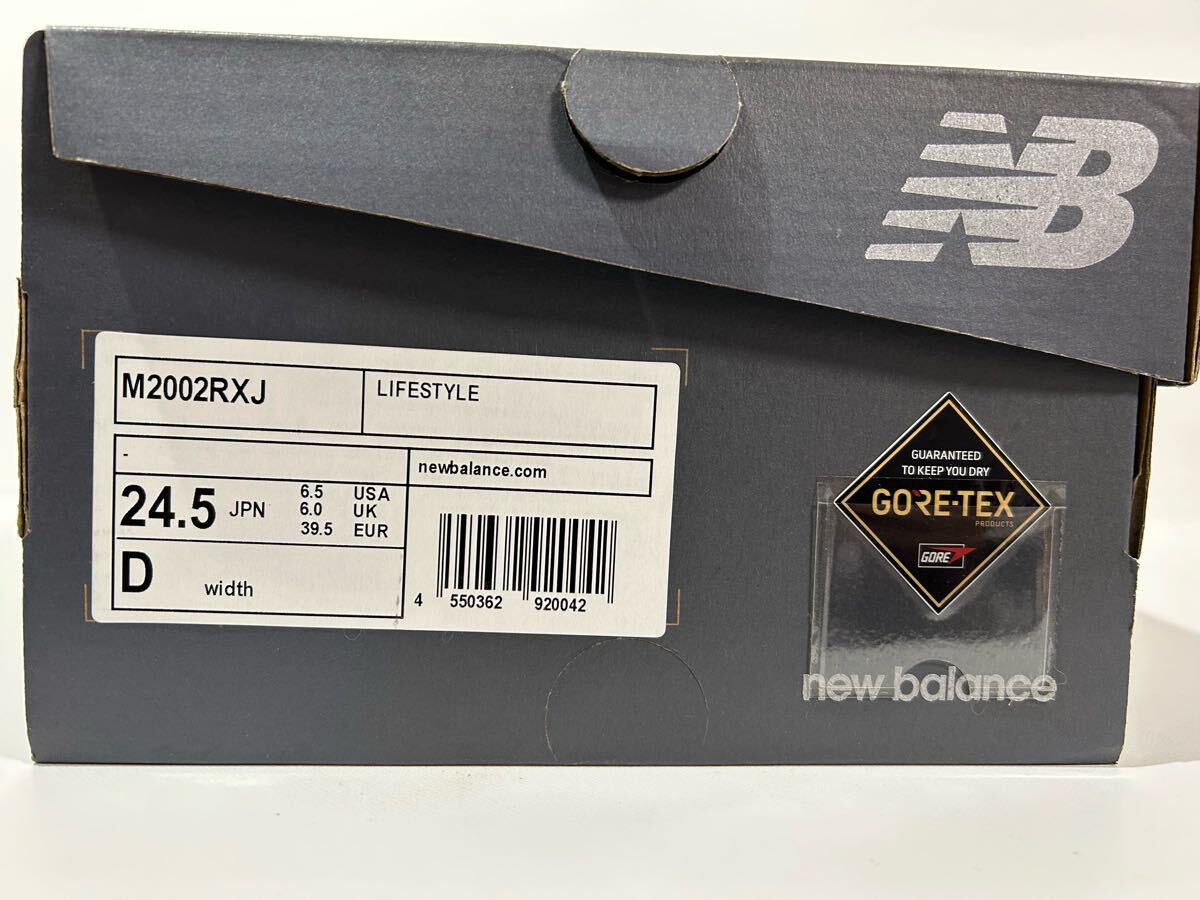 NB
M2002RXJ
LIFESTYLE
-
newbalance.com
24.5 JPN
6.5 USA
6.0 UK
39.5 EUR
D width
4 550362 920042
GUARANTEED
TO KEEP YOU DRY
GORE-TEX
PRODUCTS
GORE
new balance